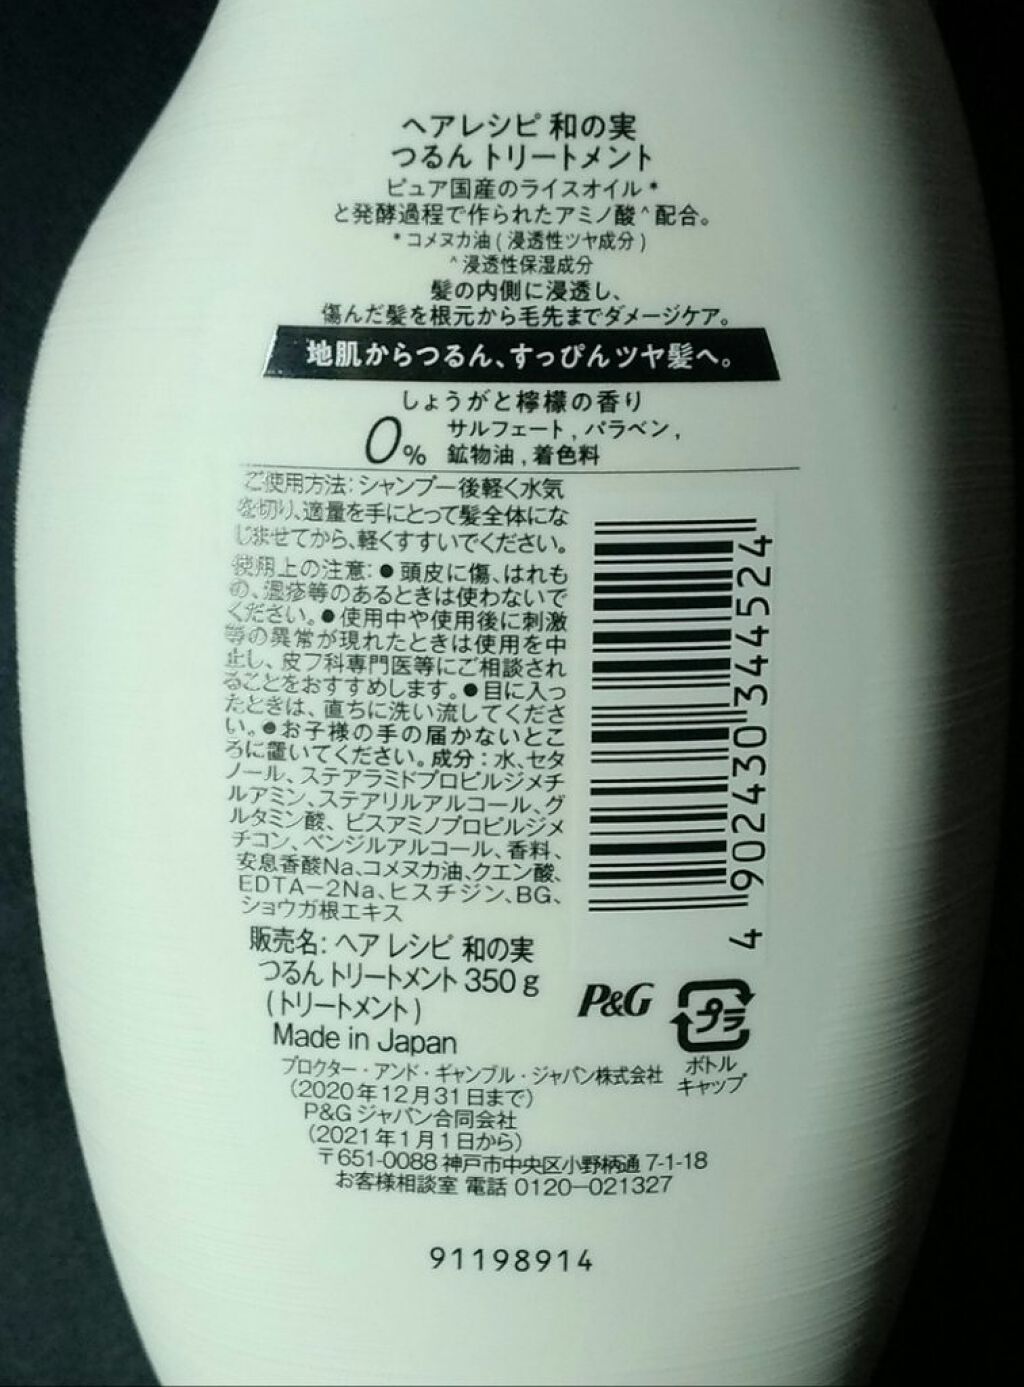 ヘアレシピ 和の実
つるん トリートメント
ピュア国産のライスオイル*
と発酵過程で作られたアミノ酸^配合。
*コメヌカ油(浸透性ツヤ成分)
^浸透性保湿成分
髪の内側に浸透し、
傷んだ髪を根元から毛先までダメージケア。
地肌からつるん、すっぴんツヤ髪へ。
しょうがと檸檬の香り
0% サルフェート,パラベン,
鉱物油,着色料
ご使用方法:シャンプー後軽く水気
を切り、適量を手にとって髪全体にな
じませてから、軽くすすいでください。
使用上の注意:●頭皮に傷、はれも
の、湿疹等のあるときは使わないで
ください。●使用中や使用後に刺激
等の異常が現れたときは使用を中
止し、皮フ科専門医等にご相談され
ることをおすすめします。●目に入っ
たときは、直ちに洗い流してくださ
い。●お子様の手の届かないとこ
ろに置いてください。成分:水、セタ
ノール、ステアラミドプロピルジメチ
ルアミン、ステアリルアルコール、グ
ルタミン酸、ビスアミノプロピルジメ
チコン、ベンジルアルコール、香料、
安息香酸Na、コメヌカ油、クエン酸、
EDTA−2Na、ヒスチジン、BG、
ショウガ根エキス
4902430344524
販売名:ヘア レシピ 和の実
つるん トリートメント 350g
(トリートメント)
Made in Japan
P&G
プラ
ボトル
キャップ
プロクター・アンド・ギャンブル・ジャパン株式会社
(2020年12月31日まで)
P&Gジャパン合同会社
(2021年1月1日から)
〒651-0088 神戸市中央区小野柄通 7-1-18
お客様相談室 電話 0120−021327
91198914